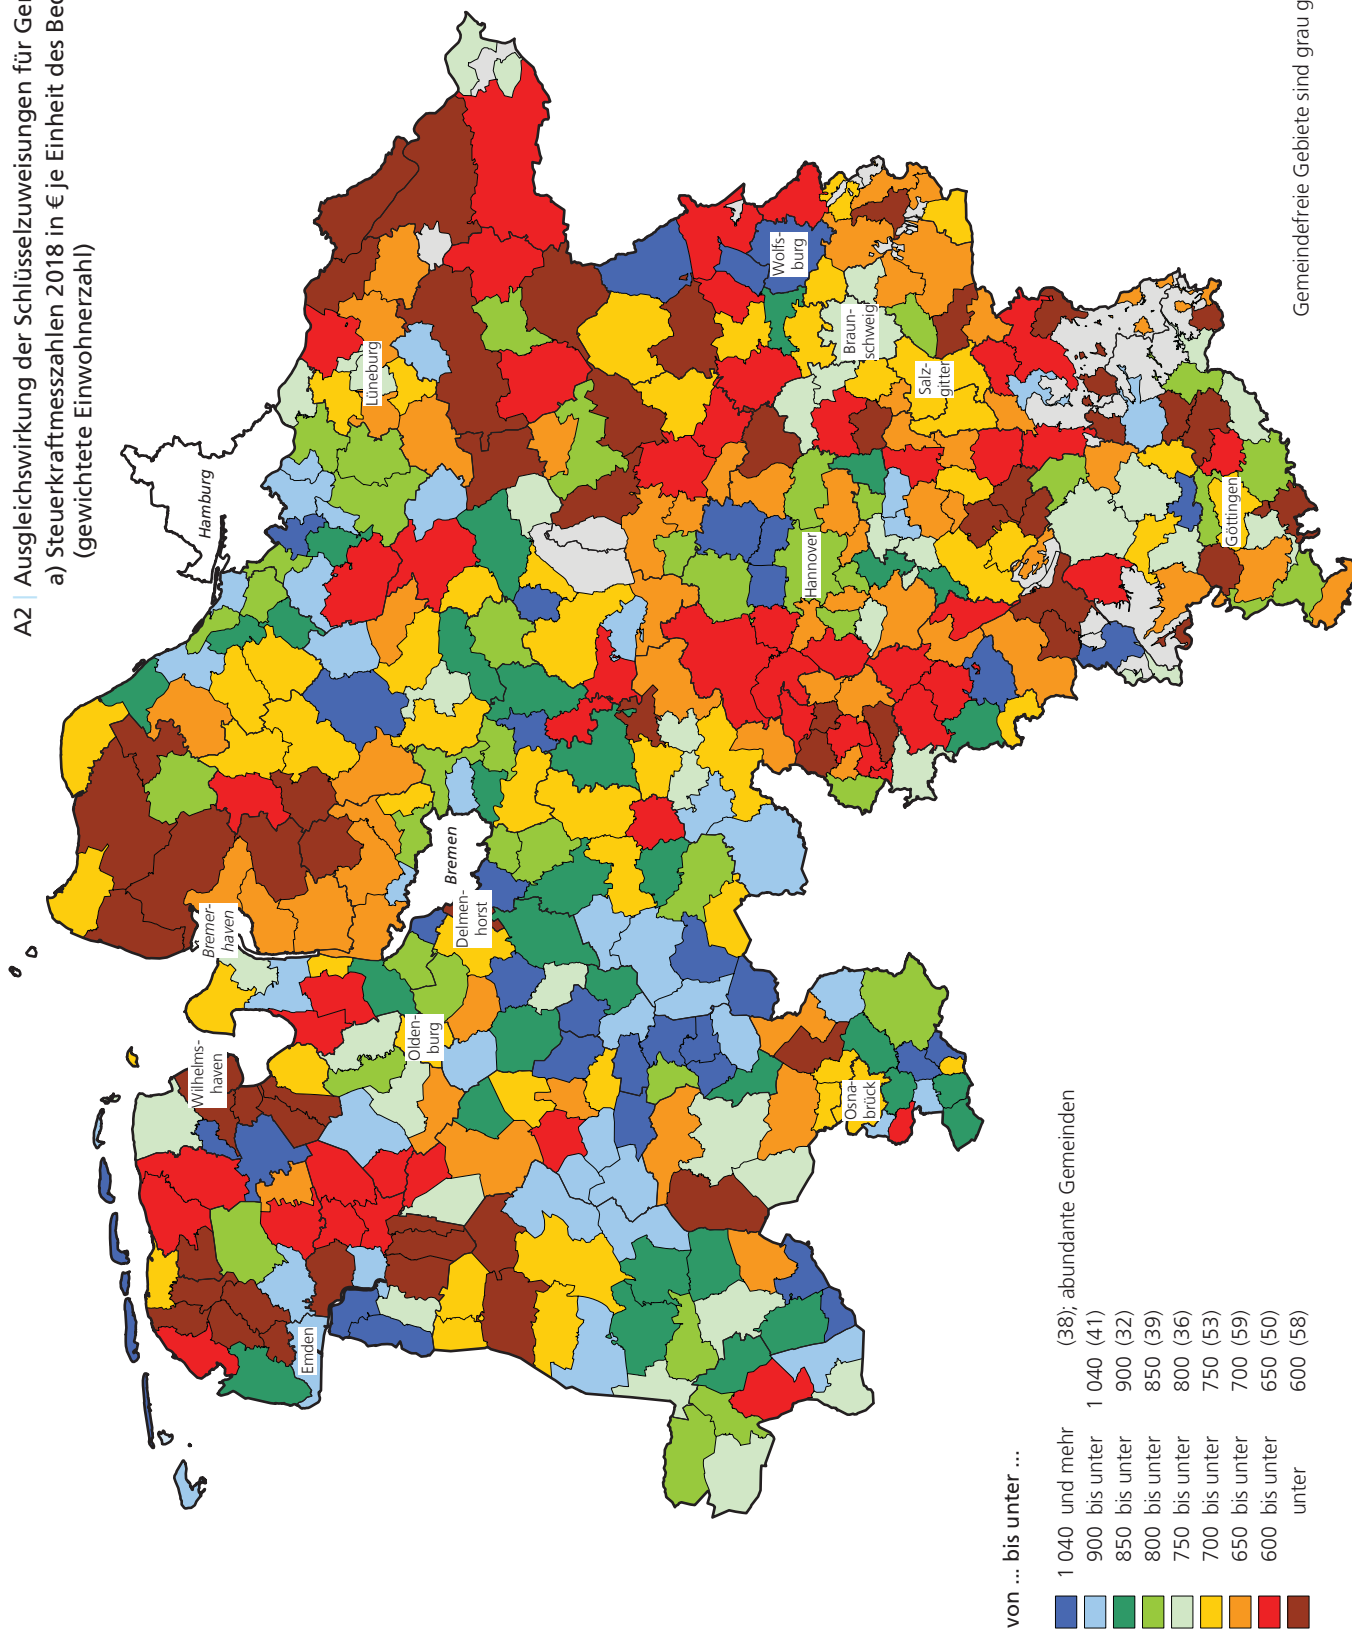 A2 | Ausgleichswirkung der Schlüsselzuweisungen für
a) Steuerkraftmesszahlen 2018 in € je Einheit des
(gewichtete Einwohnerzahl)
Hamburg
Lüneburg
Bremer-
haven
Wilhelms-
haven
Emden
Bremen
Delmen-
horst
Olden-
burg
Wolfs-
burg
Braun-
schweig
Salz-
gitter
Hannover
Göttingen
Osna-
brück
von ... bis unter ...
1 040 und mehr (38); abundante Gemeinden
900 bis unter 1 040 (41)
850 bis unter 900 (32)
800 bis unter 850 (39)
750 bis unter 800 (36)
700 bis unter 750 (53)
650 bis unter 700 (59)
600 bis unter 650 (50)
unter 600 (58)
Gemeindefreie Gebiete sind grau